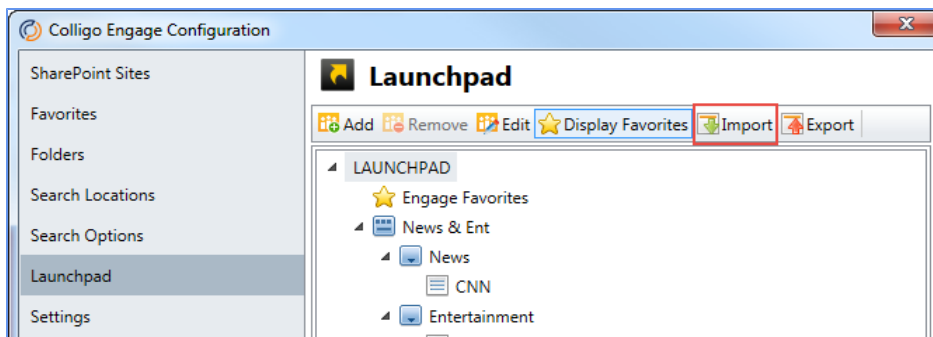 Colligo Engage Configuration
SharePoint Sites
Favorites
Folders
Search Locations
Search Options
Launchpad
Settings
Launchpad
Add Remove Edit Display Favorites Import Export
LAUNCHPAD
Engage Favorites
News & Ent
News
CNN
Entertainment